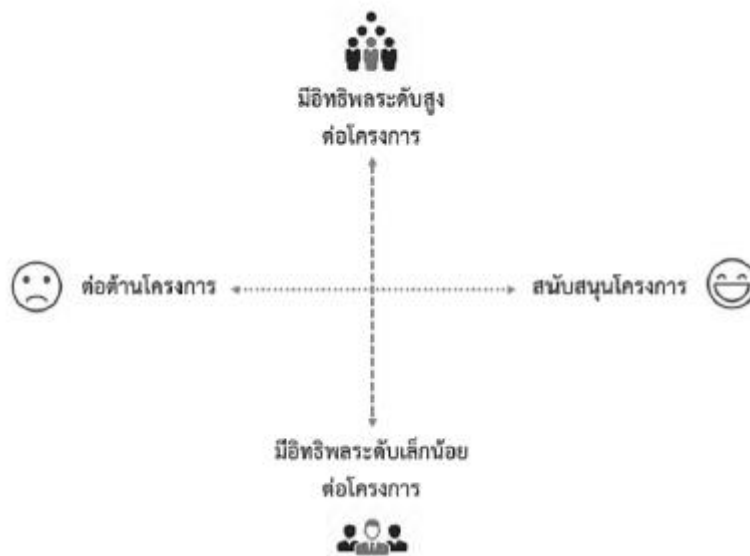 มีอิทธิพลระดับสูง
ต่อโครงการ
ต่อต้านโครงการ
สนับสนุนโครงการ
มีอิทธิพลระดับเล็กน้อย
ต่อโครงการ